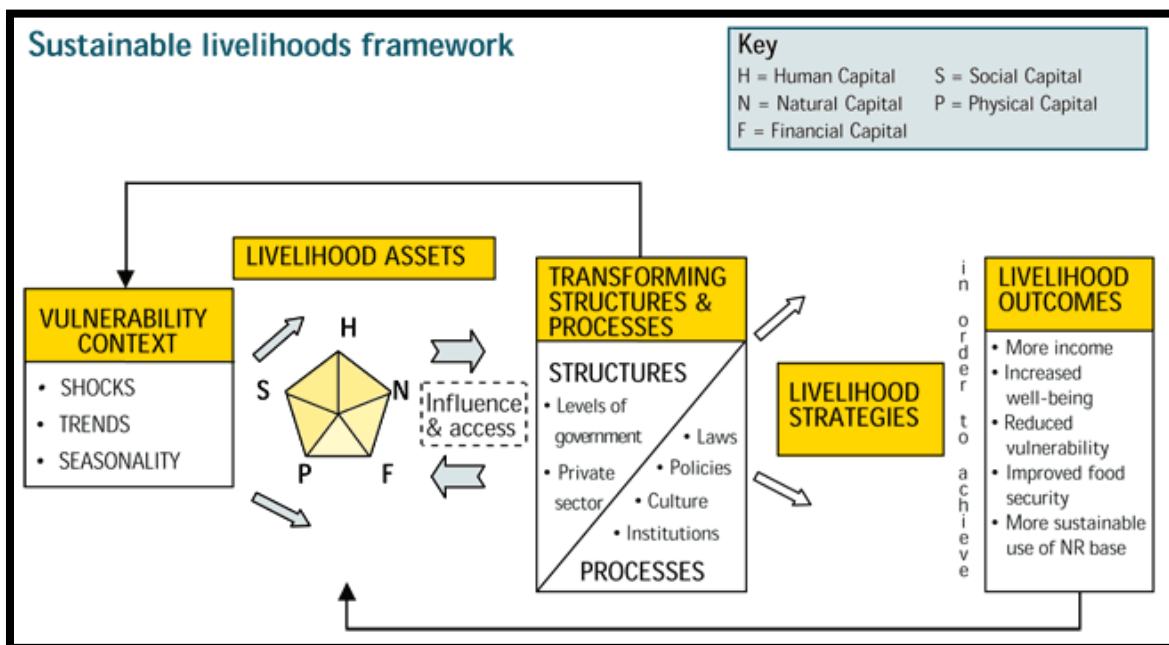 Sustainable livelihoods framework
Key
H = Human Capital S = Social Capital
N = Natural Capital P = Physical Capital
F = Financial Capital
LIVELIHOOD ASSETS
VULNERABILITY
CONTEXT
• SHOCKS
• TRENDS
• SEASONALITY
H
S
N
P
F
Influence
& access
TRANSFORMING
STRUCTURES &
PROCESSES
STRUCTURES
• Levels of
government
• Private
sector
• Laws
• Policies
• Culture
• Institutions
PROCESSES
LIVELIHOOD
STRATEGIES
in order to achieve
LIVELIHOOD
OUTCOMES
• More income
• Increased
well-being
• Reduced
vulnerability
• Improved food
security
• More sustainable
use of NR base